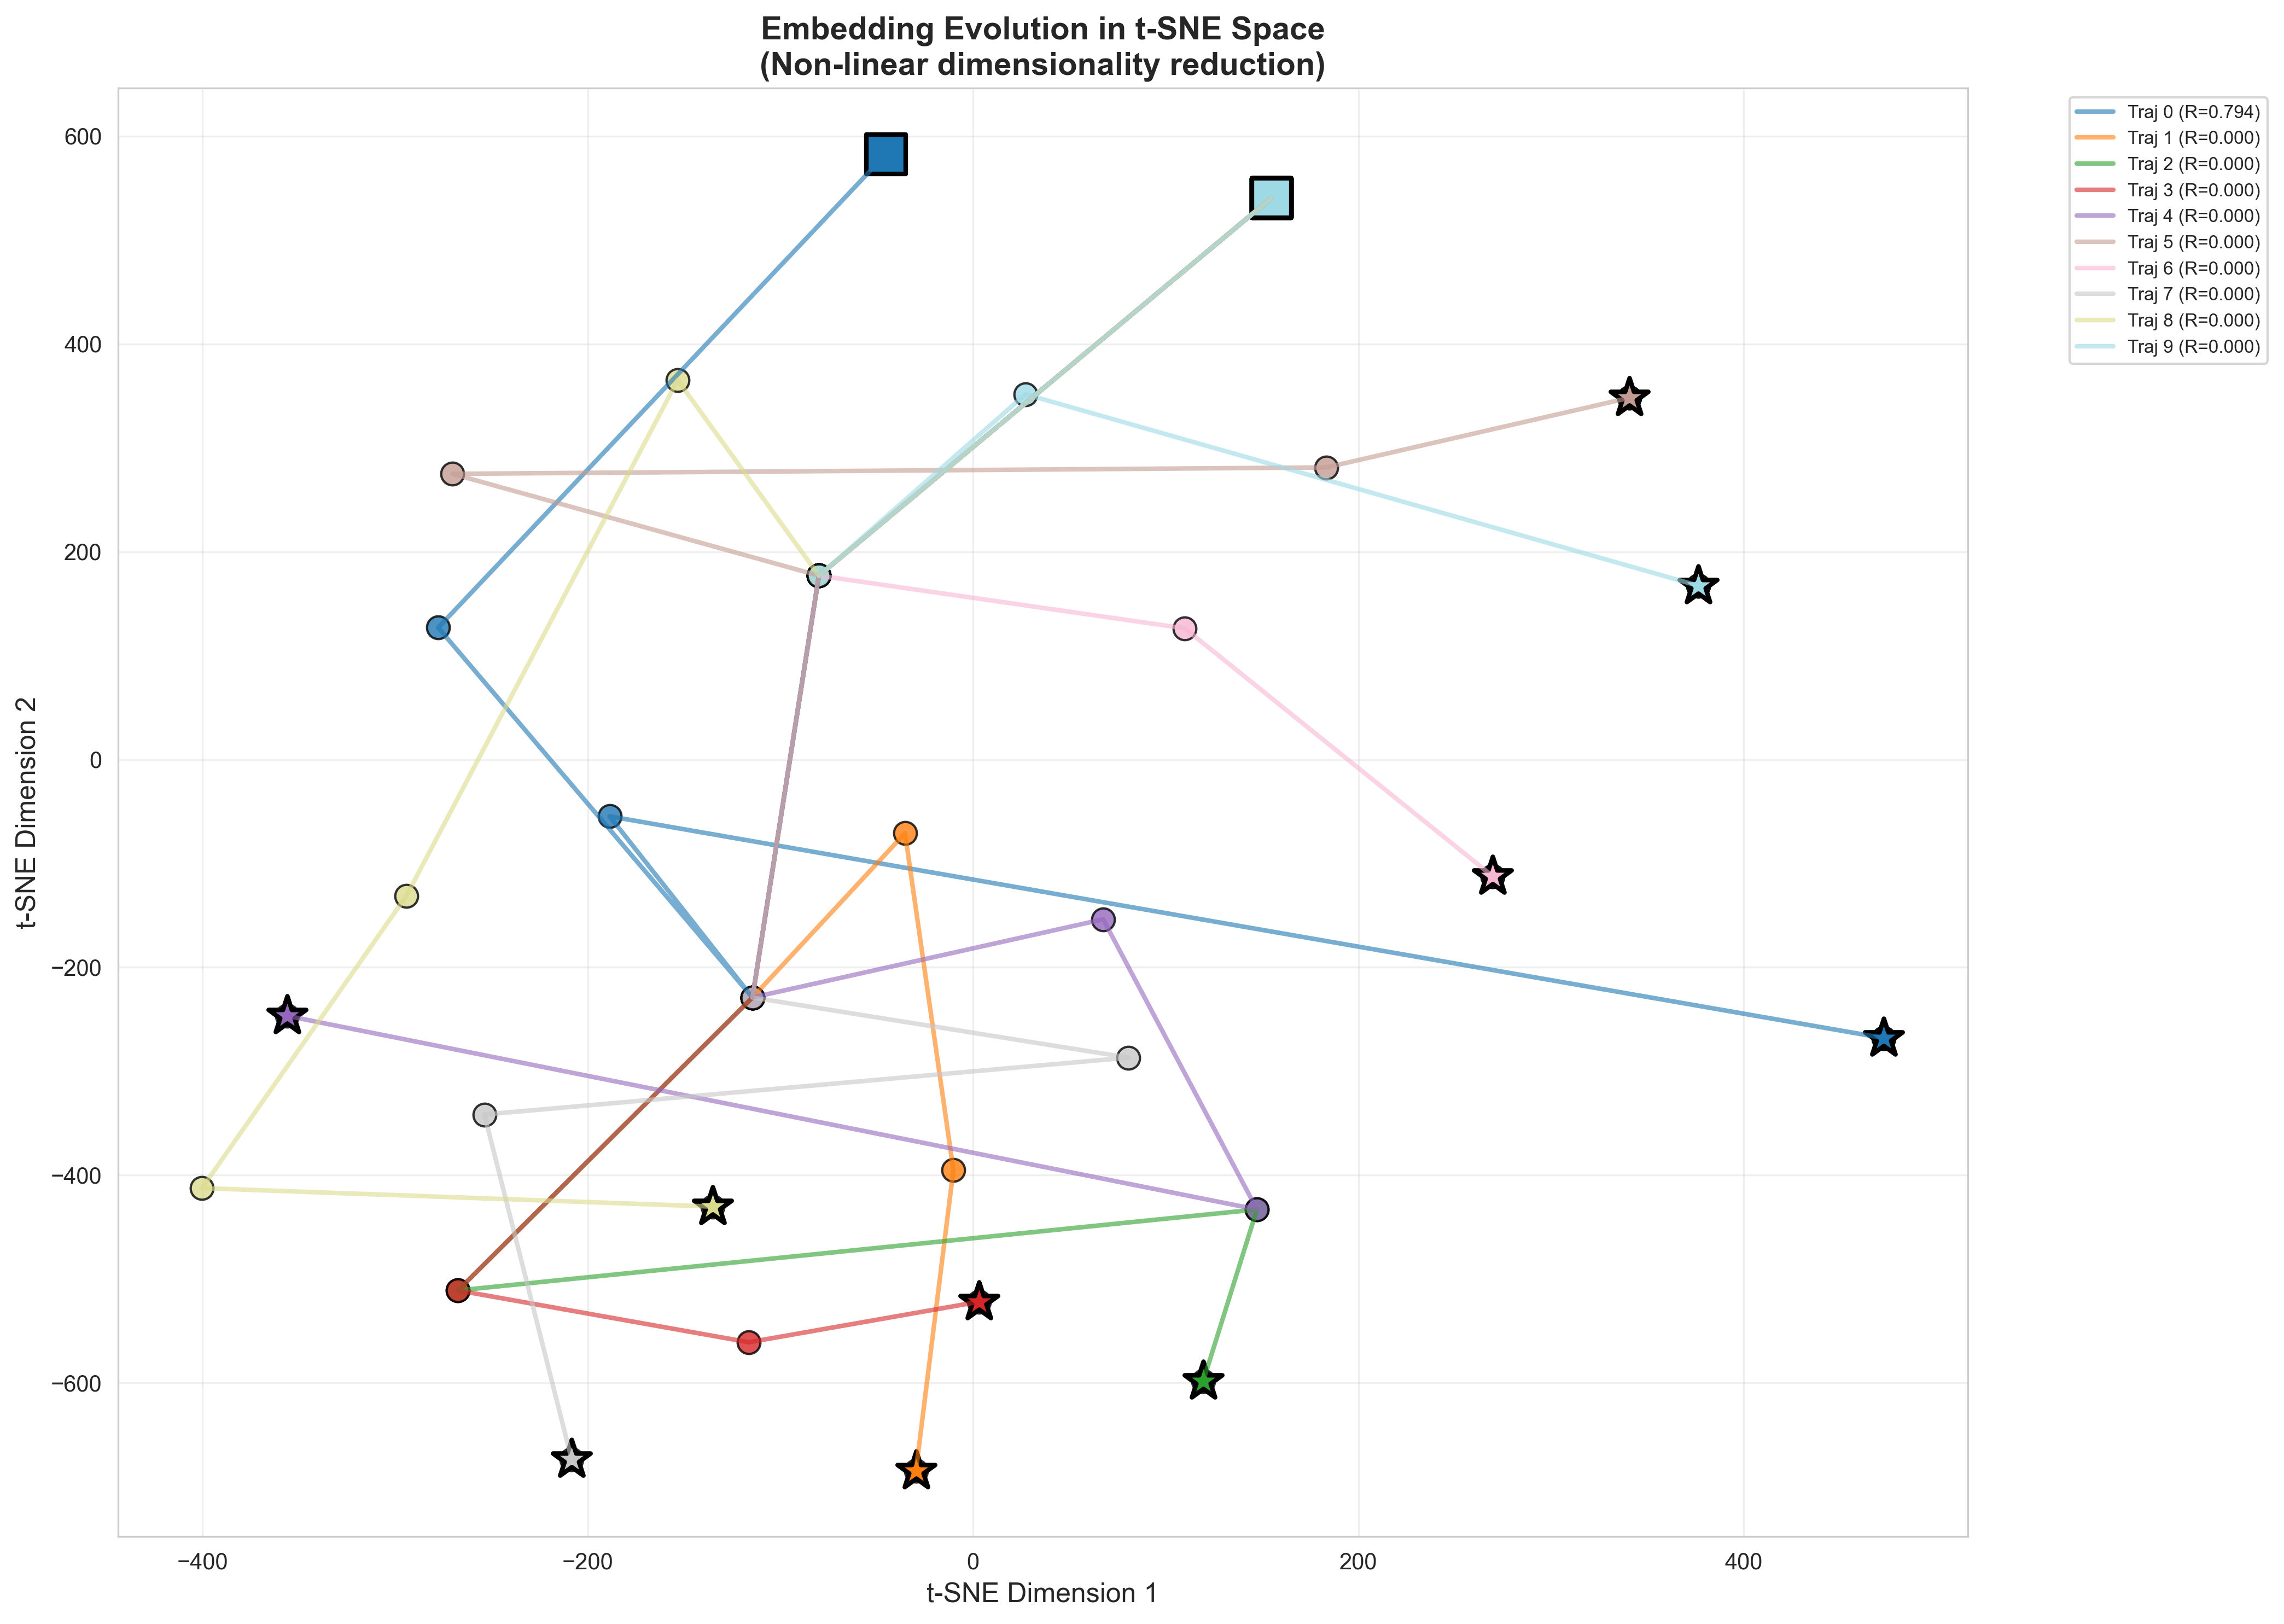 Embedding Evolution in t-SNE Space
(Non-linear dimensionality reduction)
Traj 0 (R=0.794)
Traj 1 (R=0.000)
Traj 2 (R=0.000)
Traj 3 (R=0.000)
Traj 4 (R=0.000)
Traj 5 (R=0.000)
Traj 6 (R=0.000)
Traj 7 (R=0.000)
Traj 8 (R=0.000)
Traj 9 (R=0.000)
t-SNE Dimension 2
600
400
200
0
−200
−400
−600
−400 −200 0 200 400
t-SNE Dimension 1